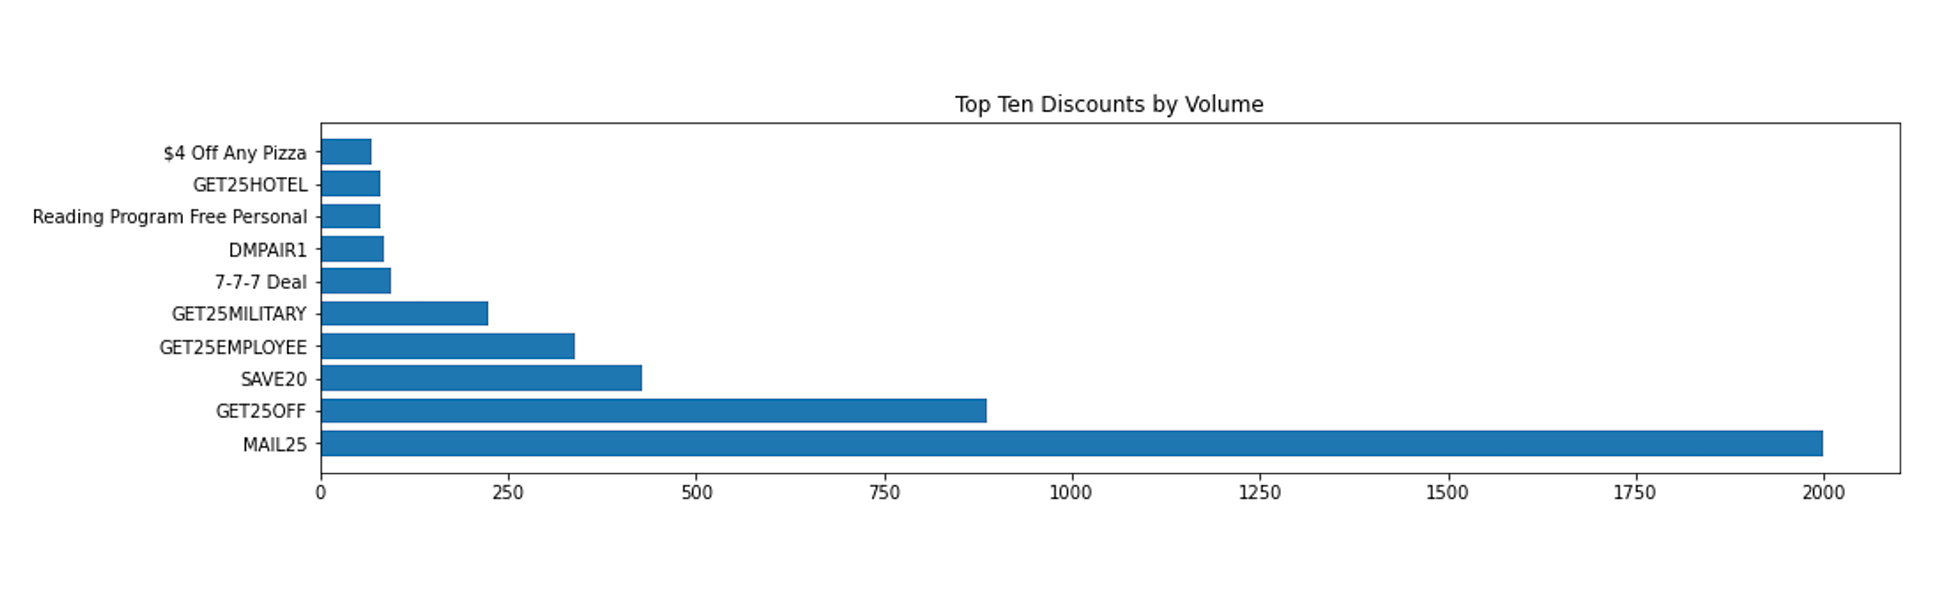 Top Ten Discounts by Volume
$4 Off Any Pizza
GET25HOTEL
Reading Program Free Personal
DMPAIR1
7-7-7 Deal
GET25MILITARY
GET25EMPLOYEE
SAVE20
GET25OFF
MAIL25
0 250 500 750 1000 1250 1500 1750 2000